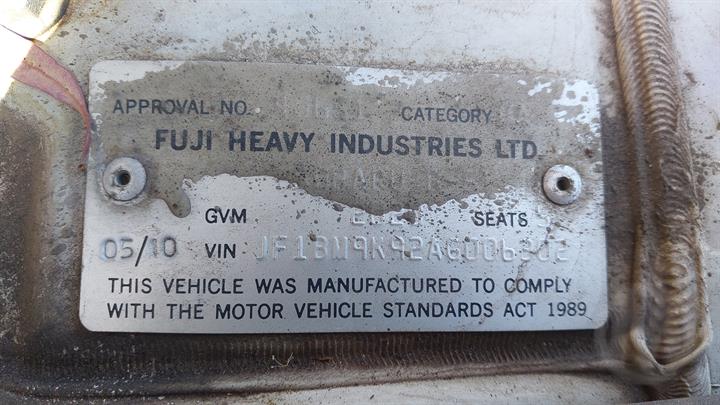 APPROVAL NO. CATEGORY
FUJI HEAVY INDUSTRIES LTD
GVM SEATS
05/10 VIN
THIS VEHICLE WAS MANUFACTURED TO COMPLY
WITH THE MOTOR VEHICLE STANDARDS ACT 1989